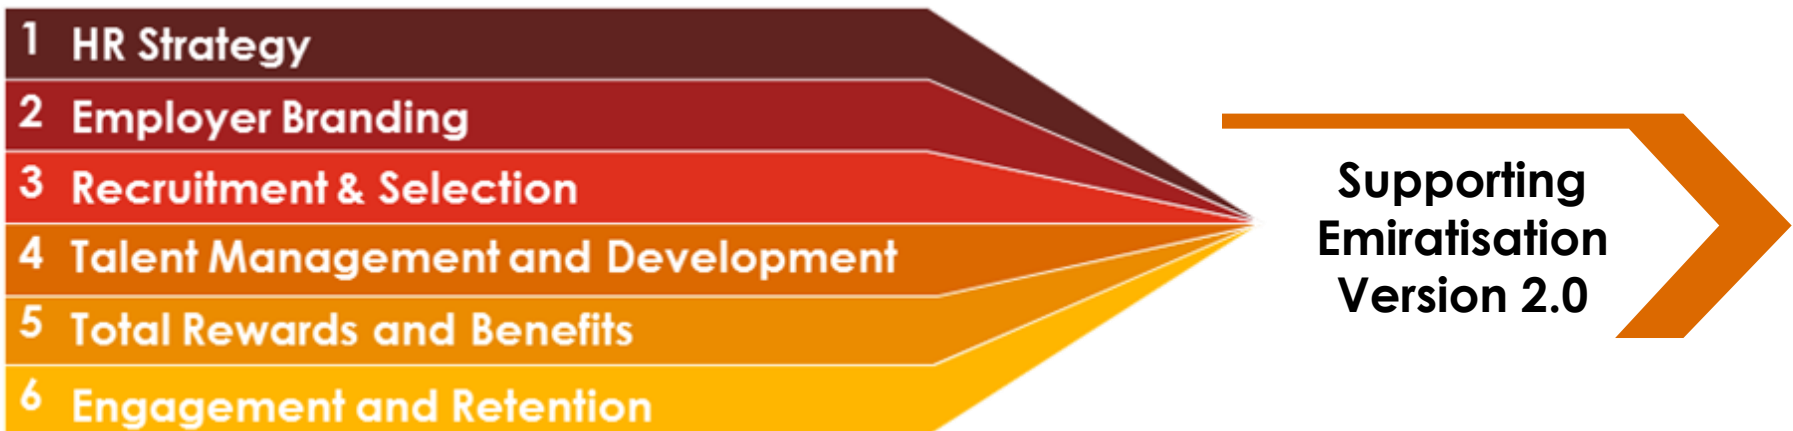 1 HR Strategy
2 Employer Branding
3 Recruitment & Selection
4 Talent Management and Development
5 Total Rewards and Benefits
6 Engagement and Retention
Supporting
Emiratisation
Version 2.0